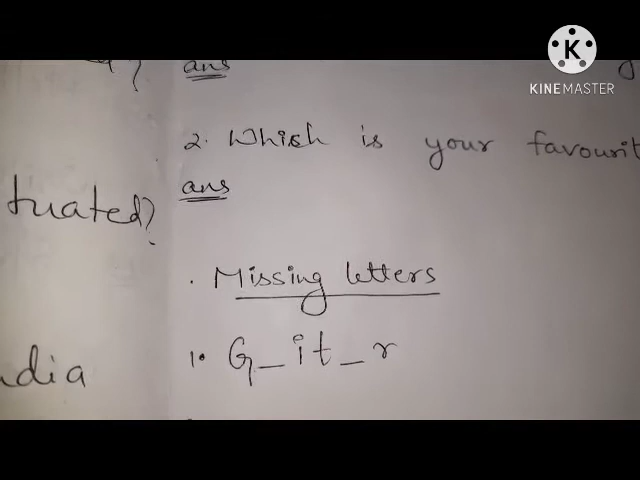 KINEMASTER
ans
2. Which is your favourit
ans
tuated?
Missing letters
1. G_it_r
dia